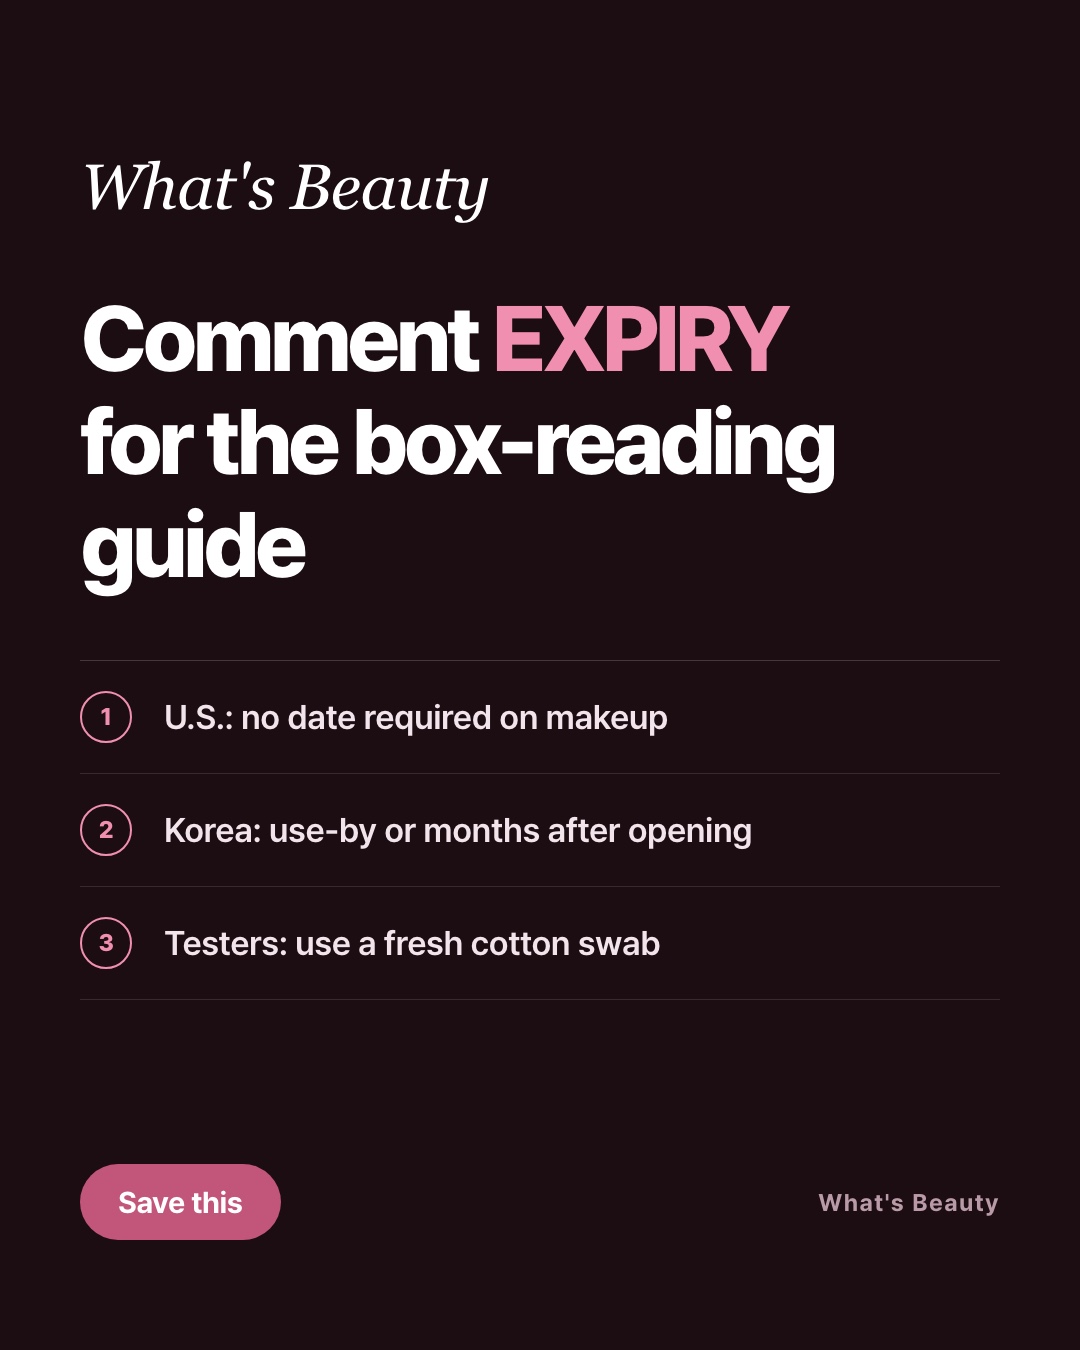 What's Beauty
Comment EXPIRY
for the box-reading
guide
1 U.S.: no date required on makeup
2 Korea: use-by or months after opening
3 Testers: use a fresh cotton swab
Save this
What's Beauty